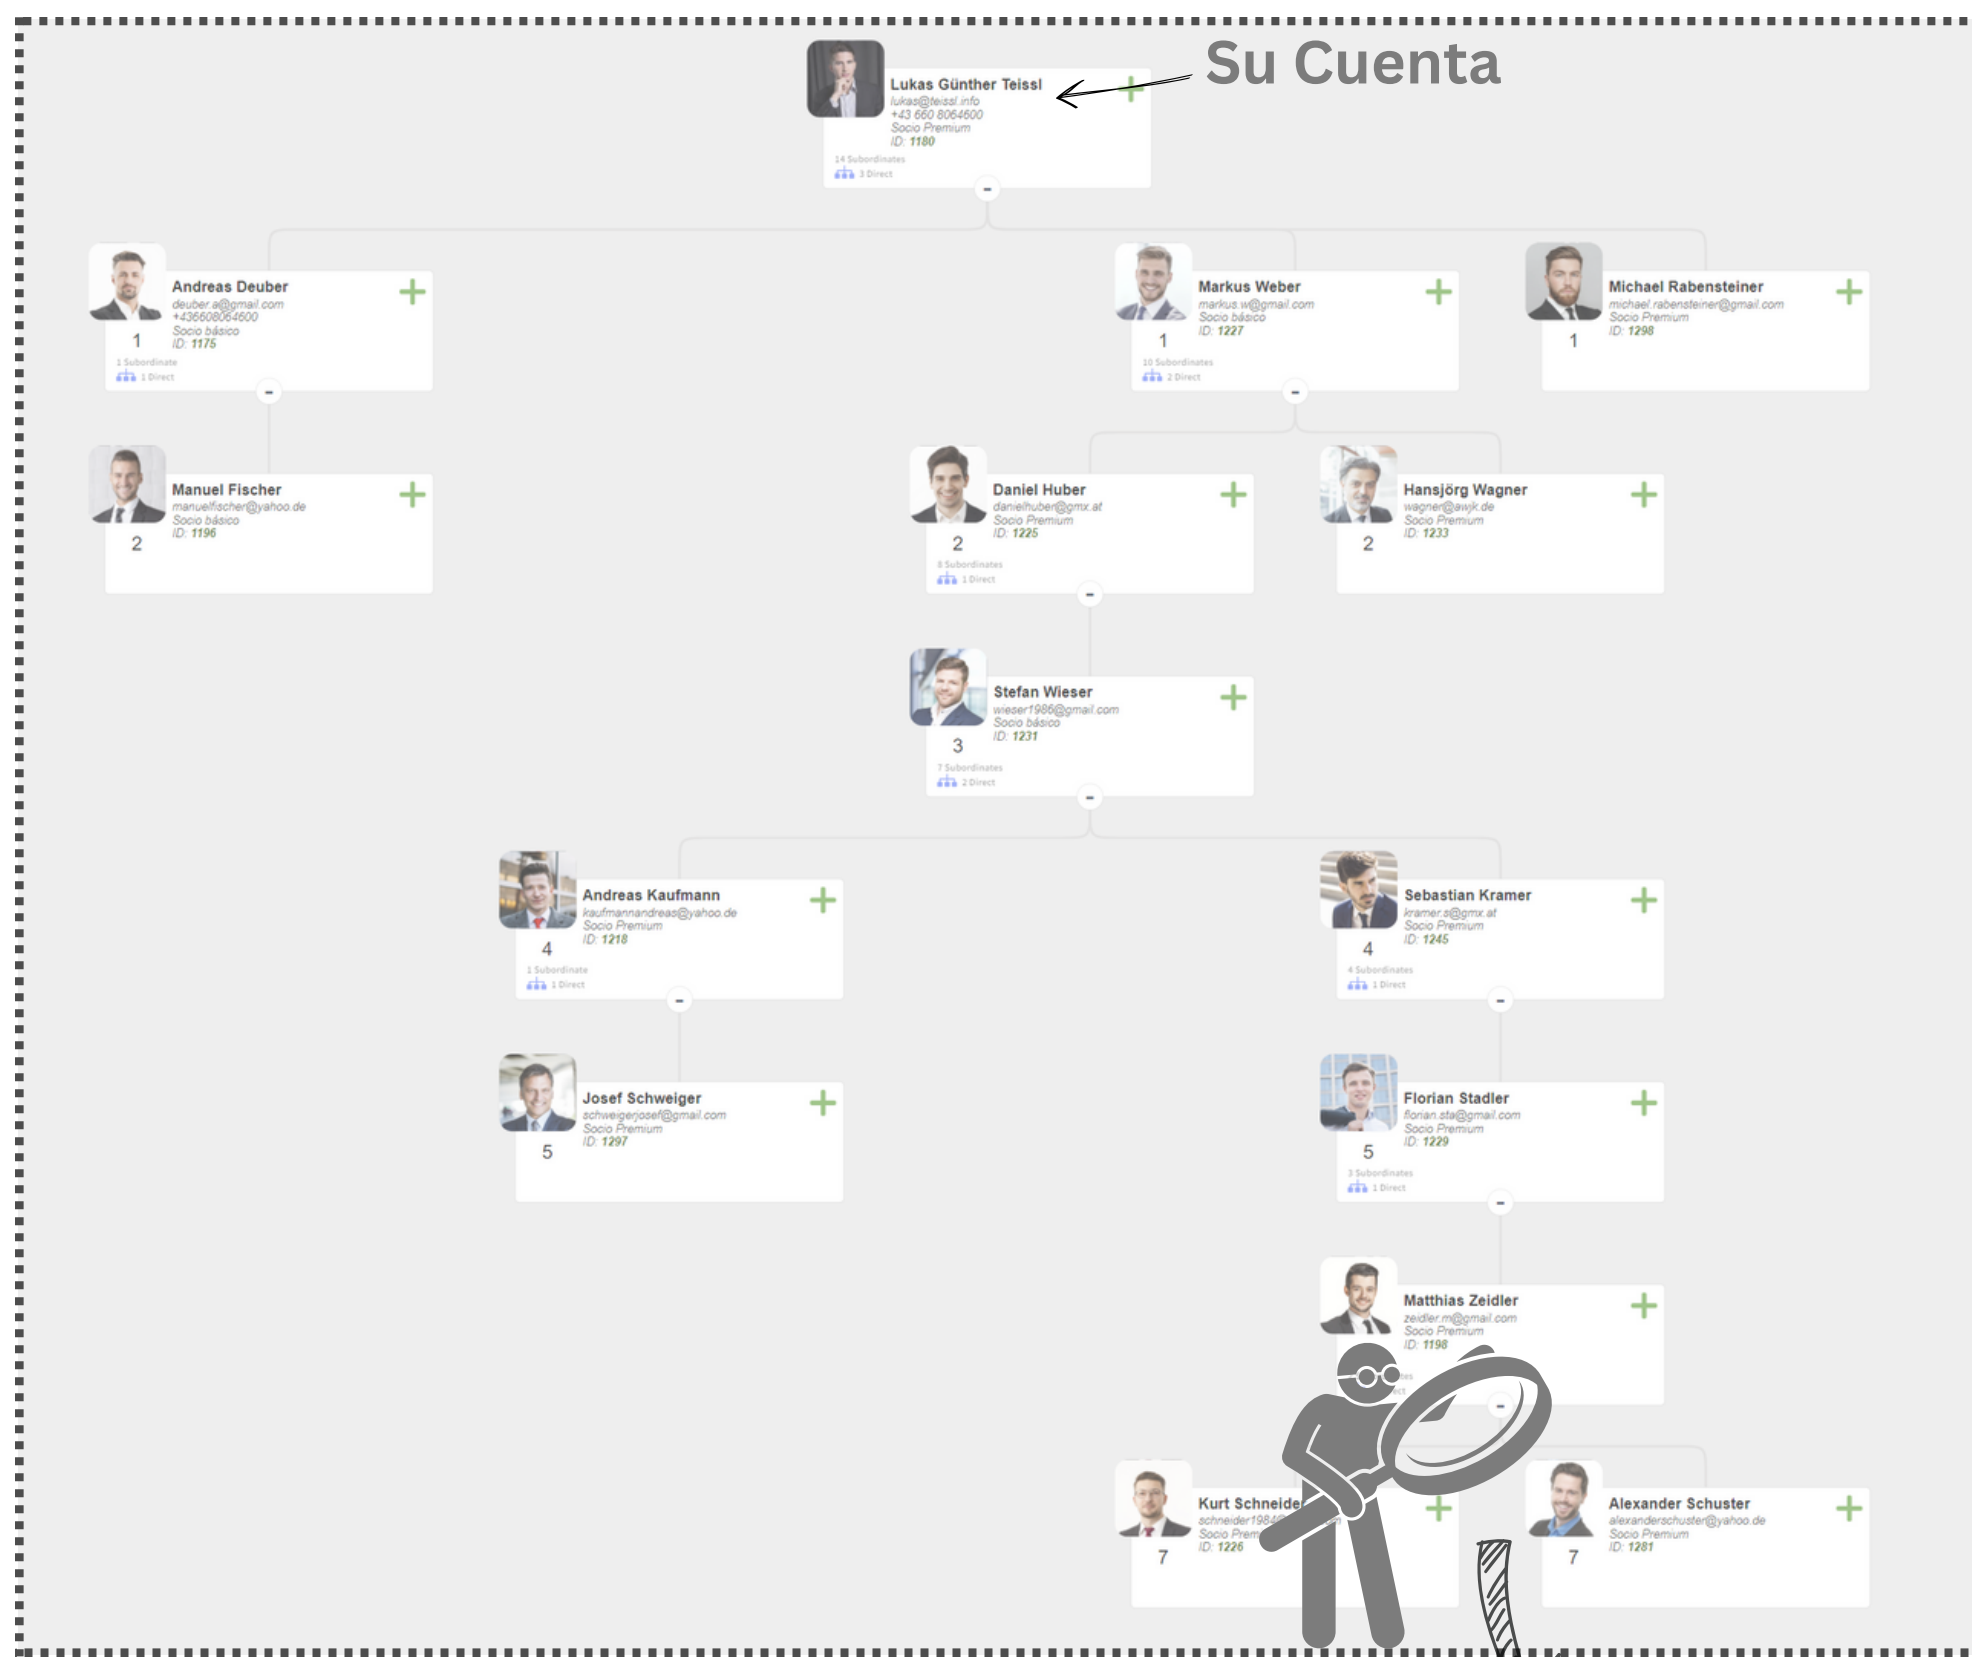 Su Cuenta
Lukas Günther Teissl
lukas@teissl.info
+43 660 8064600
Socio Premium
ID: 1180
14 Subordinates
3 Direct
-
Andreas Deuber
deuber.a@gmail.com
+436608064600
Socio básico
ID: 1175
1
1 Subordinate
1 Direct
-
Markus Weber
markus.w@gmail.com
Socio básico
ID: 1227
1
10 Subordinates
2 Direct
-
Michael Rabensteiner
michael.rabensteiner@gmail.com
Socio Premium
ID: 1298
1
Manuel Fischer
manuelfischer@yahoo.de
Socio básico
ID: 1196
2
Daniel Huber
danielhuber@gmx.at
Socio Premium
ID: 1225
2
8 Subordinates
1 Direct
-
Hansjörg Wagner
wagner@awjk.de
Socio Premium
ID: 1233
2
Stefan Wieser
wieser1986@gmail.com
Socio básico
ID: 1231
3
7 Subordinates
2 Direct
-
Andreas Kaufmann
kaufmannandreas@yahoo.de
Socio Premium
ID: 1218
4
1 Subordinate
1 Direct
-
Sebastian Kramer
kramer.s@gmx.at
Socio Premium
ID: 1245
4
4 Subordinates
1 Direct
-
Josef Schweiger
schweigerjosef@gmail.com
Socio Premium
ID: 1297
5
Florian Stadler
florian.sta@gmail.com
Socio Premium
ID: 1229
5
3 Subordinates
1 Direct
-
Matthias Zeidler
zeidler.m@gmail.com
Socio Premium
ID: 1198
-
Kurt Schneider
Socio
ID: 1226
7
Alexander Schuster
alexanderschuster@yahoo.de
Socio Premium
ID: 1281
7